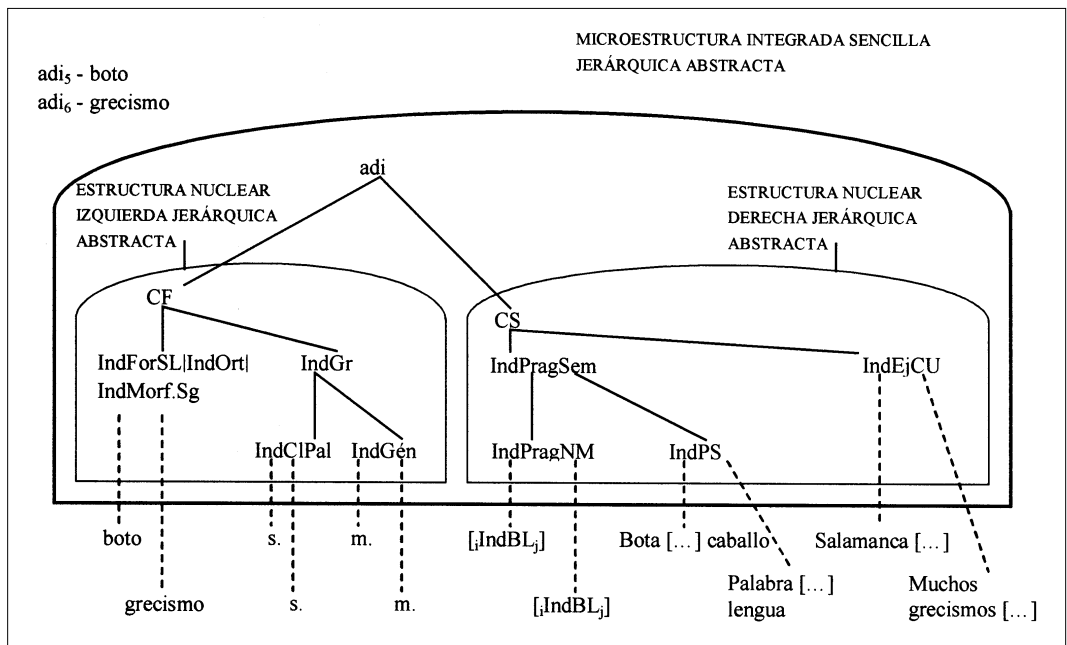 MICROESTRUCTURA INTEGRADA SENCILLA
JERÁRQUICA ABSTRACTA
adi5 - boto
adi6 - grecismo
adi
ESTRUCTURA NUCLEAR
IZQUIERDA JERÁRQUICA
ABSTRACTA
ESTRUCTURA NUCLEAR
DERECHA JERÁRQUICA
ABSTRACTA
CF
CS
IndForSL|IndOrt|
IndMorf.Sg
IndGr
IndPragSem
IndEjCU
IndClPal
IndGén
IndPragNM
IndPS
boto
s.
m.
[iIndBLj]
Bota […] caballo
Salamanca […]
grecismo
s.
m.
[iIndBLj]
Palabra […]
lengua
Muchos
grecismos […]